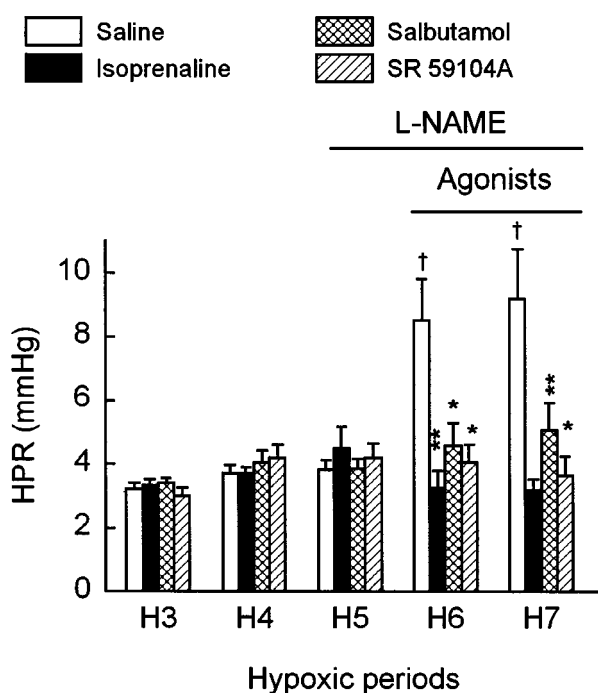 Saline Salbutamol
Isoprenaline SR 59104A
L-NAME
Agonists
† †
10
8
6
** * * ** *
4
2
0
HPR (mmHg)
H3 H4 H5 H6 H7
Hypoxic periods